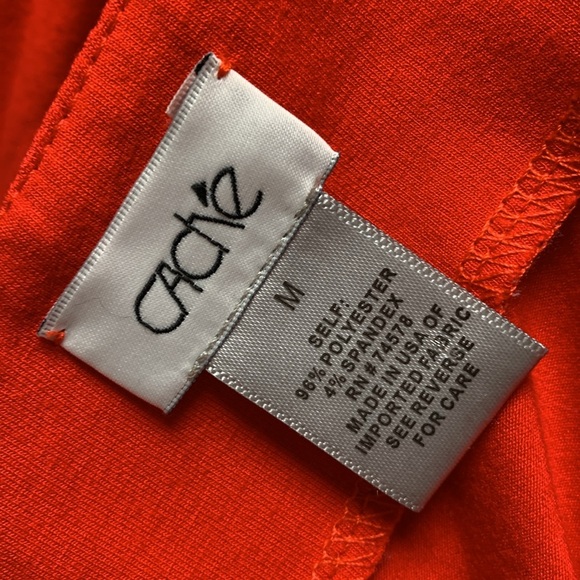 CACHÉ
M
SELF:
96% POLYESTER
4% SPANDEX
RN# 74578
MADE IN USA OF
IMPORTED FABRIC
SEE REVERSE
FOR CARE